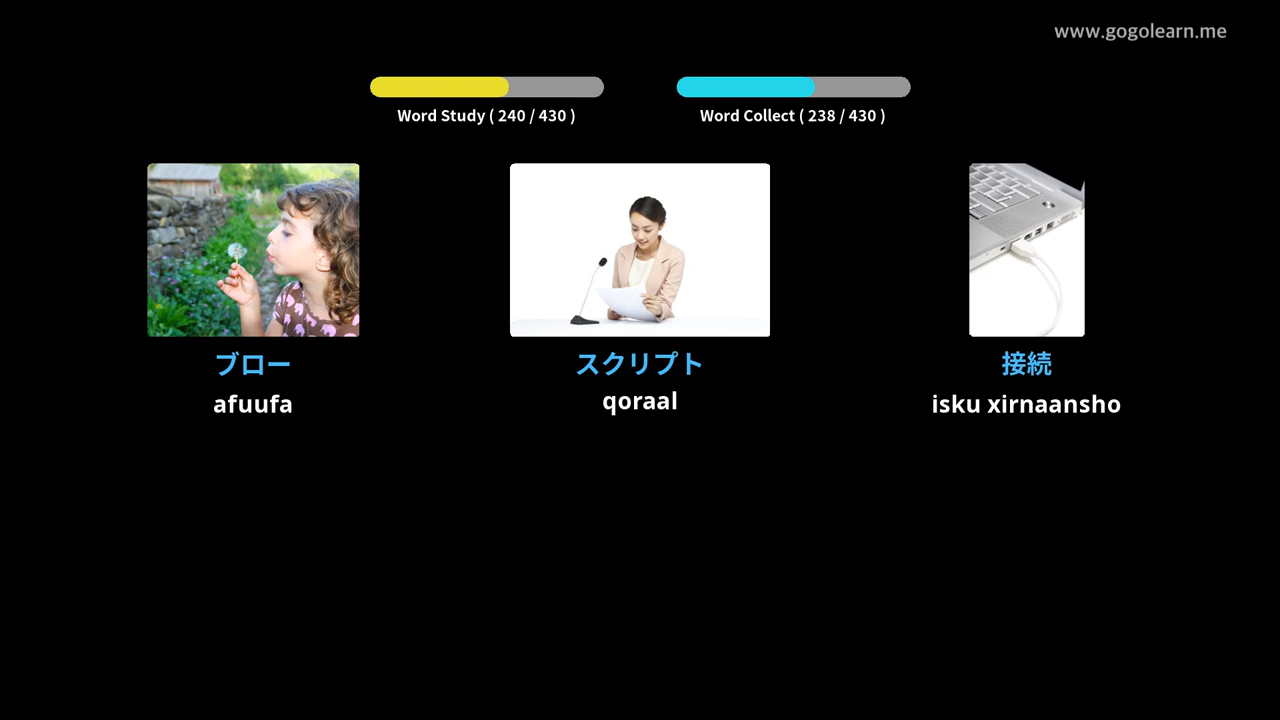 www.gogolearn.me
Word Study ( 240 / 430 )
Word Collect ( 238 / 430 )
ブロー
スクリプト
接続
afuufa
qoraal
isku xirnaansho